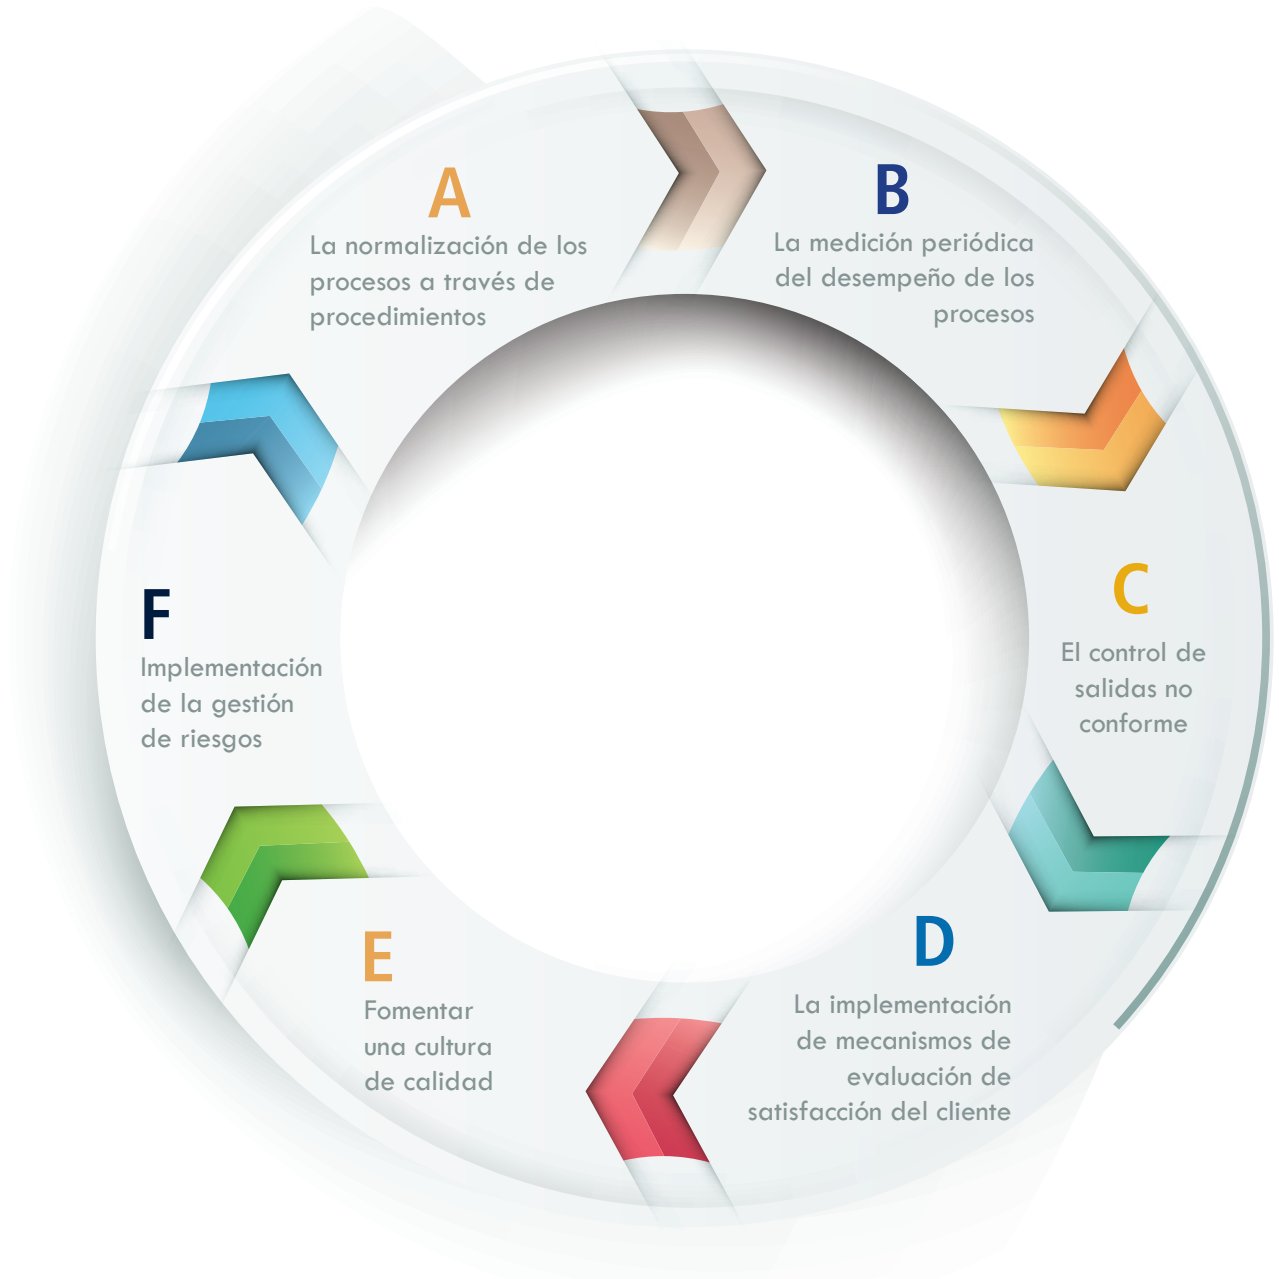 A
La normalización de los
procesos a través de
procedimientos
B
La medición periódica
del desempeño de los
procesos
C
El control de
salidas no
conforme
D
La implementación
de mecanismos de
evaluación de
satisfacción del cliente
E
Fomentar
una cultura
de calidad
F
Implementación
de la gestión
de riesgos